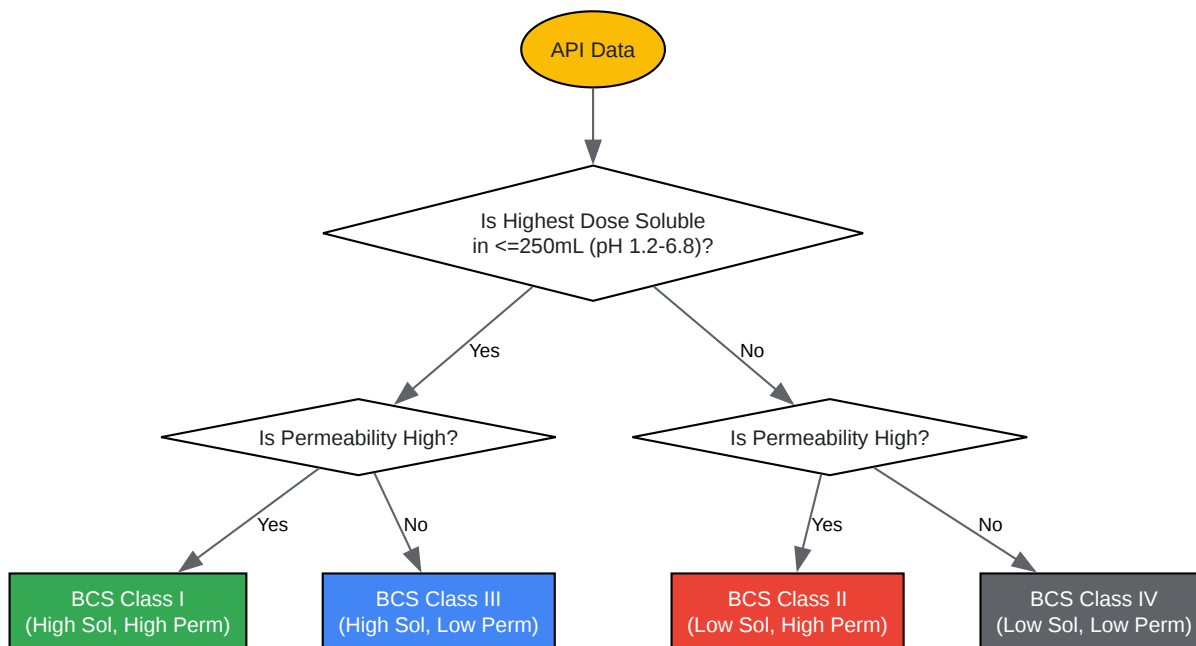 API Data
Is Highest Dose Soluble
in <=250mL (pH 1.2-6.8)?
Yes
No
Is Permeability High?
Is Permeability High?
Yes
No
Yes
No
BCS Class I
(High Sol, High Perm)
BCS Class III
(High Sol, Low Perm)
BCS Class II
(Low Sol, High Perm)
BCS Class IV
(Low Sol, Low Perm)